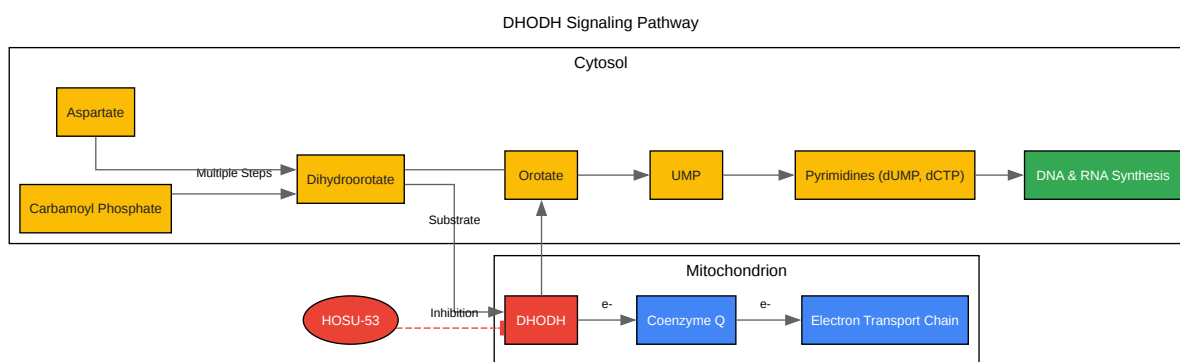 DHODH Signaling Pathway
Cytosol
Aspartate
Multiple Steps
Carbamoyl Phosphate
Dihydroorotate
Orotate
UMP
Pyrimidines (dUMP, dCTP)
DNA & RNA Synthesis
Substrate
Mitochondrion
HOSU-53
Inhibition
DHODH
e-
Coenzyme Q
e-
Electron Transport Chain